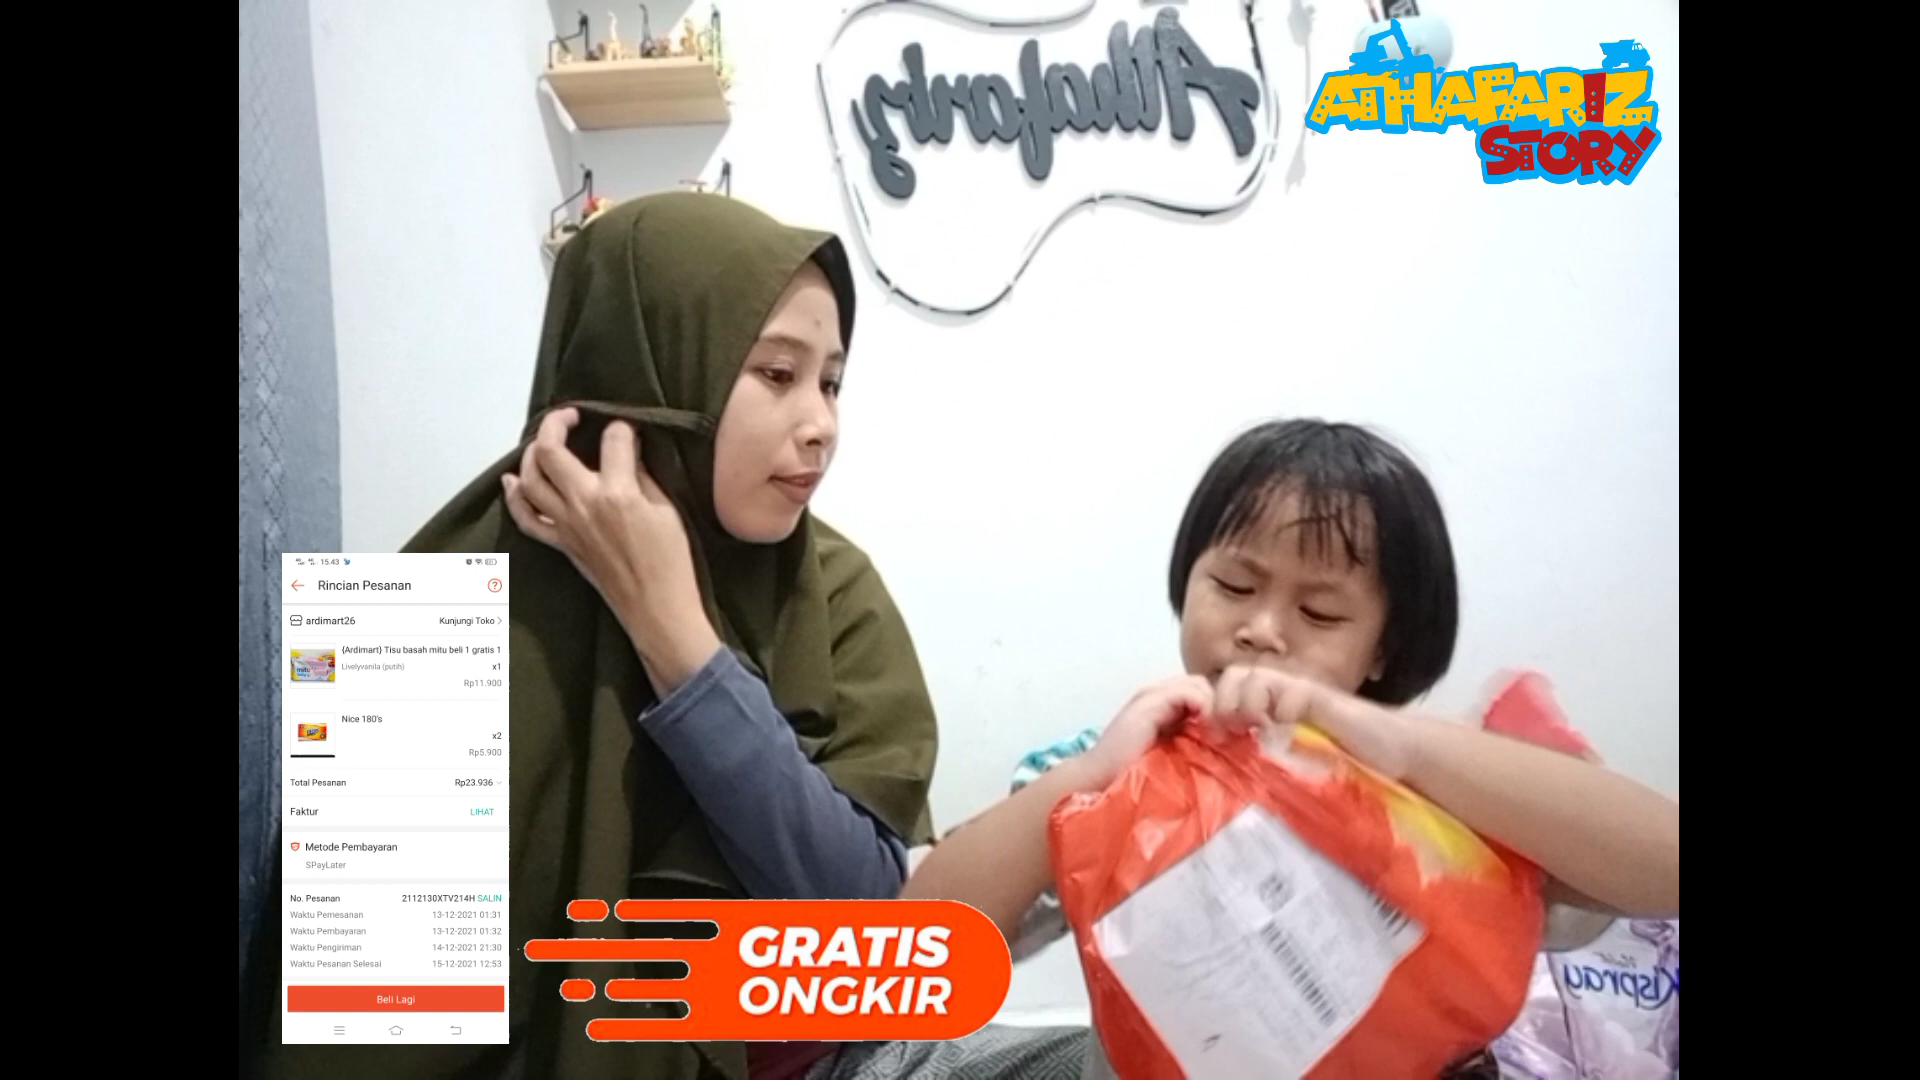 Athafariz
ATHAFARIZ
STORY
15.43
Rincian Pesanan
ardimart26
Kunjungi Toko
{Ardimart} Tisu basah mitu beli 1 gratis 1
Livelyvanila (putih)
x1
Rp11.900
mitu
Nice 180's
x2
Rp5.900
Total Pesanan
Rp23.936
Faktur
LIHAT
Metode Pembayaran
SPayLater
No. Pesanan
2112130XTV214H SALIN
Waktu Pemesanan
13-12-2021 01:31
Waktu Pembayaran
13-12-2021 01:32
Waktu Pengiriman
14-12-2021 21:30
Waktu Pesanan Selesai
15-12-2021 12:53
Beli Lagi
GRATIS
ONGKIR
Kispray